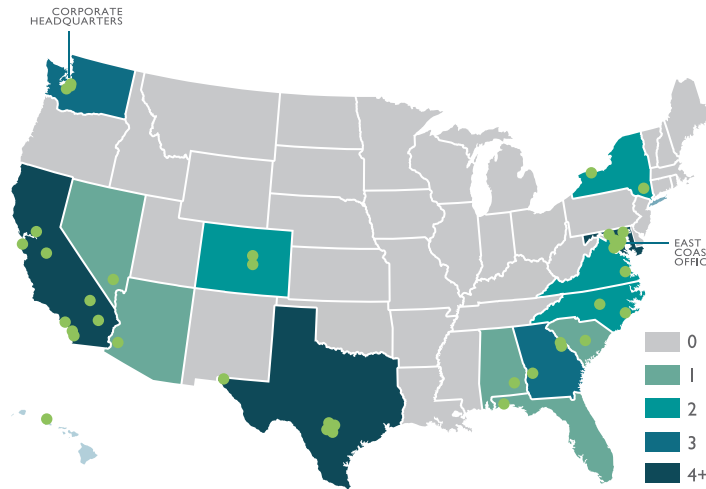 CORPORATE
HEADQUARTERS
EAST
COAS
OFFIC
0
1
2
3
4+